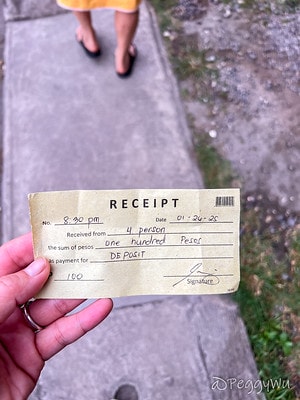 RECEIPT
No. 8:30 pm Date 01-24-25
Received from 4 person
the sum of pesos one hundred Pesos
as payment for DEPOSIT
100
Signature
@PeggyWu